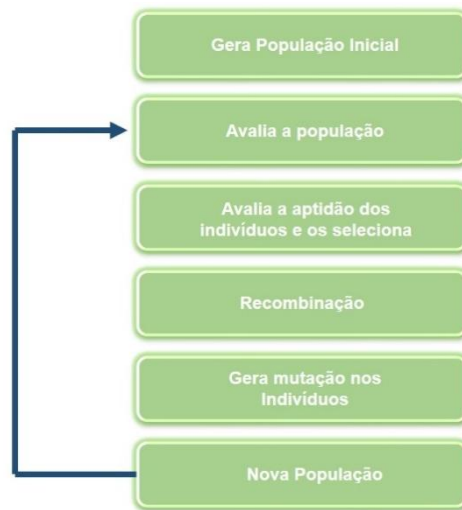 Gera População Inicial
Avalia a população
Avalia a aptidão dos
indivíduos e os seleciona
Recombinação
Gera mutação nos
Indivíduos
Nova População